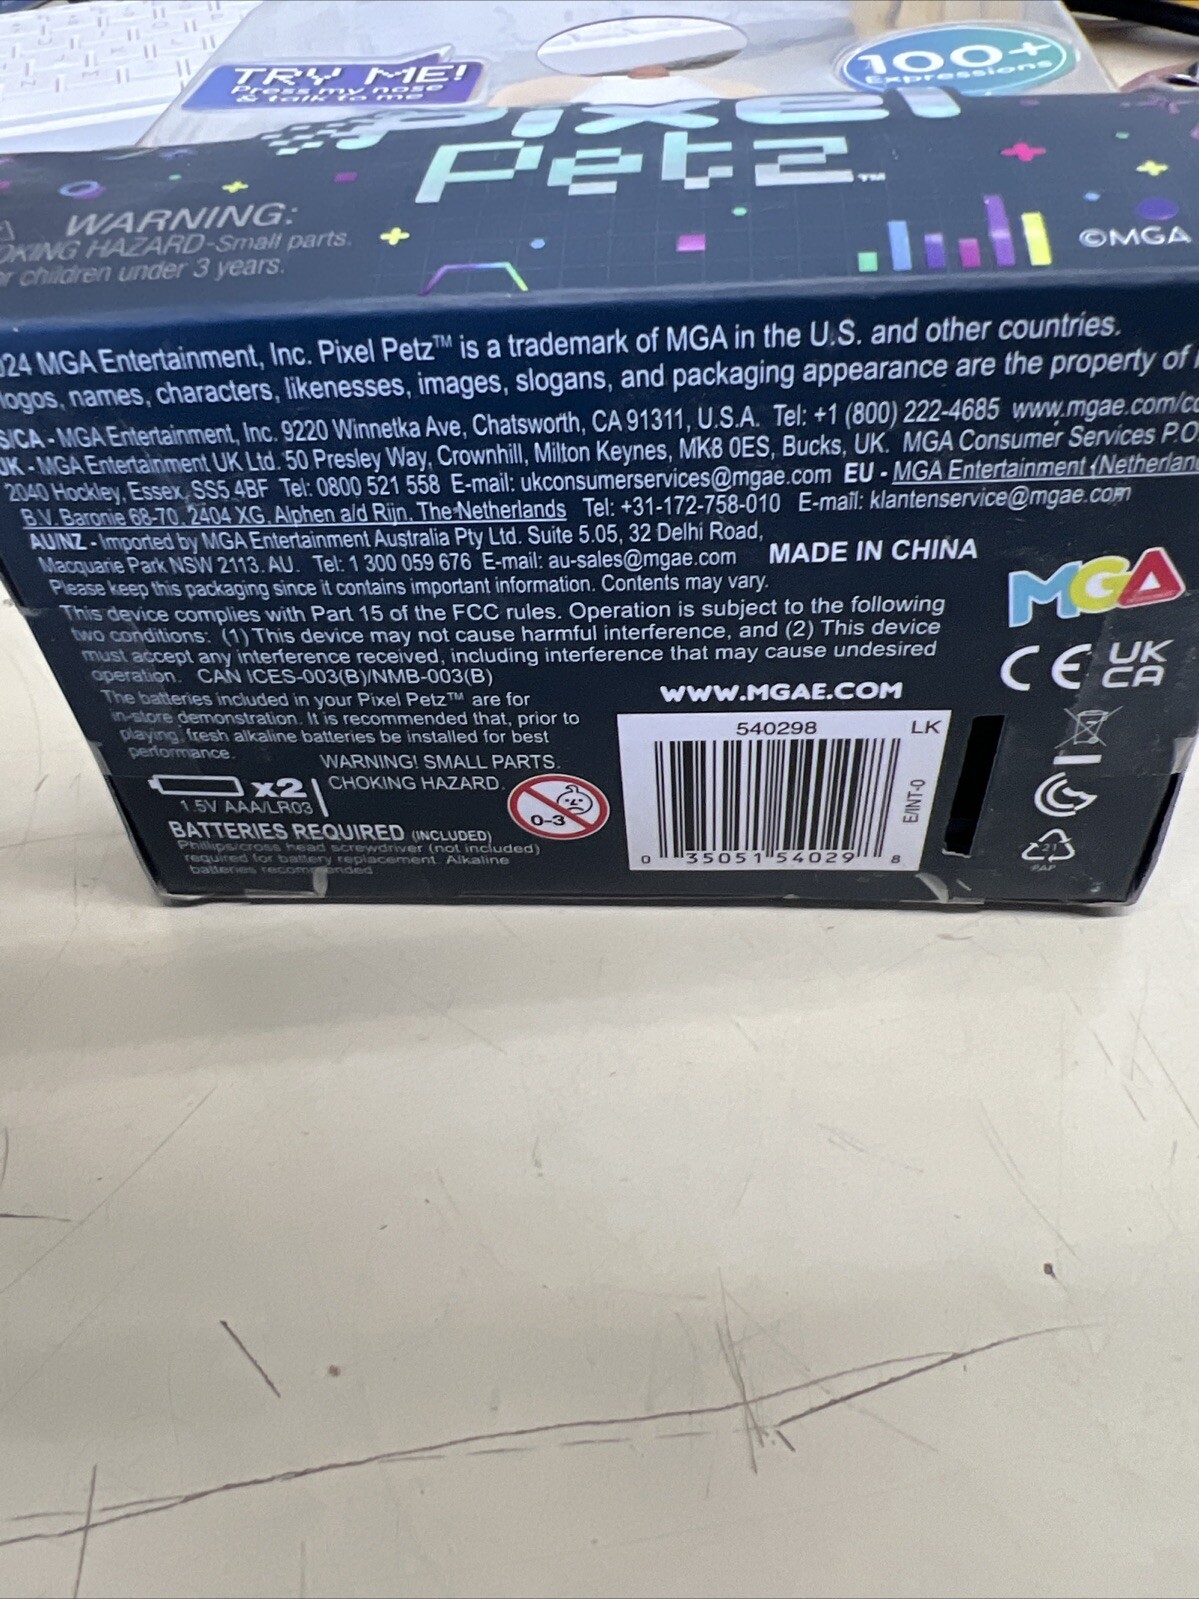 TRY ME!
Press my nose
& talk to me
100+
Expressions
Pixel
Petz™
WARNING:
HAZARD-Small parts.
children under 3 years.
©MGA
MGA Entertainment, Inc. Pixel Petz™ is a trademark of MGA in the U.S. and other countries.
logos, names, characters, likenesses, images, slogans, and packaging appearance are the property of
- MGA Entertainment, Inc. 9220 Winnetka Ave, Chatsworth, CA 91311, U.S.A. Tel: +1 (800) 222-4685
UK - MGA Entertainment UK Ltd. 50 Presley Way, Crownhill, Milton Keynes, MK8 0ES, Bucks, UK. MGA Consumer Services P.O
2040 Hockley, Essex, SS5 4BF Tel: 0800 521 558 E-mail: ukconsumerservices@mgae.com EU - MGA Entertainment
B.V. Baronie 68-70, 2404 XG, Alphen a/d Rijn, The Netherlands Tel: +31-172-758-010 E-mail: klantenservice@mgae.com
AU/NZ - Imported by MGA Entertainment Australia Pty Ltd. Suite 5.05, 32 Delhi Road,
Macquarie Park NSW 2113, AU. Tel: 1 300 059 676 E-mail: au-sales@mgae.com MADE IN CHINA
Please keep this packaging since it contains important information. Contents may vary.
MGA
This device complies with Part 15 of the FCC rules. Operation is subject to the following
two conditions: (1) This device may not cause harmful interference, and (2) This device
must accept any interference received, including interference that may cause undesired
operation. CAN ICES-003(B)/NMB-003(B)
CE UK
CA
The batteries included in your Pixel Petz™ are for
in-store demonstration. It is recommended that, prior to
playing, fresh alkaline batteries be installed for best
performance.
WWW.MGAE.COM
WARNING! SMALL PARTS.
CHOKING HAZARD.
0-3
x2
1.5V AAA/LR03
BATTERIES REQUIRED (INCLUDED)
Phillips/cross head screwdriver (not included)
required for battery replacement. Alkaline
batteries recommended
540298 LK
E/INT-0
0 35051 54029 8
21
PAP